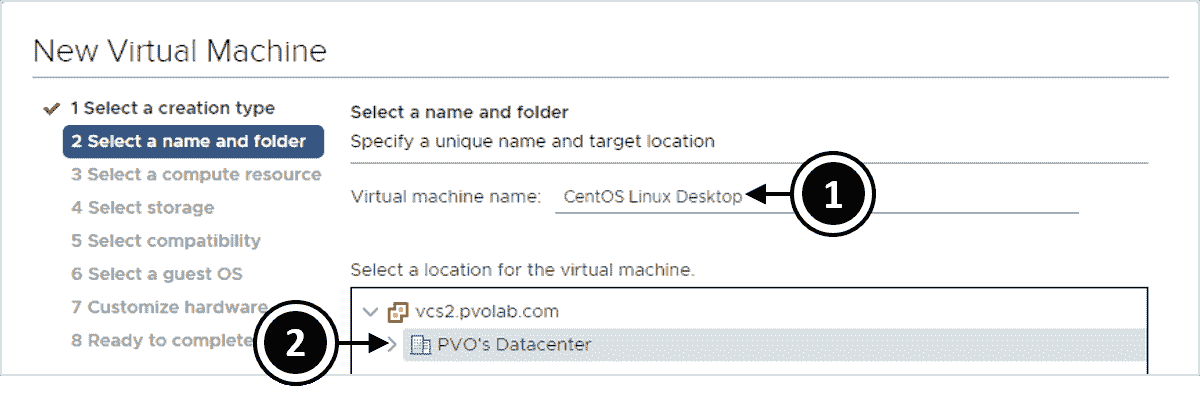 New Virtual Machine
1 Select a creation type
2 Select a name and folder
3 Select a compute resource
4 Select storage
5 Select compatibility
6 Select a guest OS
7 Customize hardware
8 Ready to complete
Select a name and folder
Specify a unique name and target location
Virtual machine name: CentOS Linux Desktop
1
Select a location for the virtual machine.
vcs2.pvolab.com
2
PVO's Datacenter